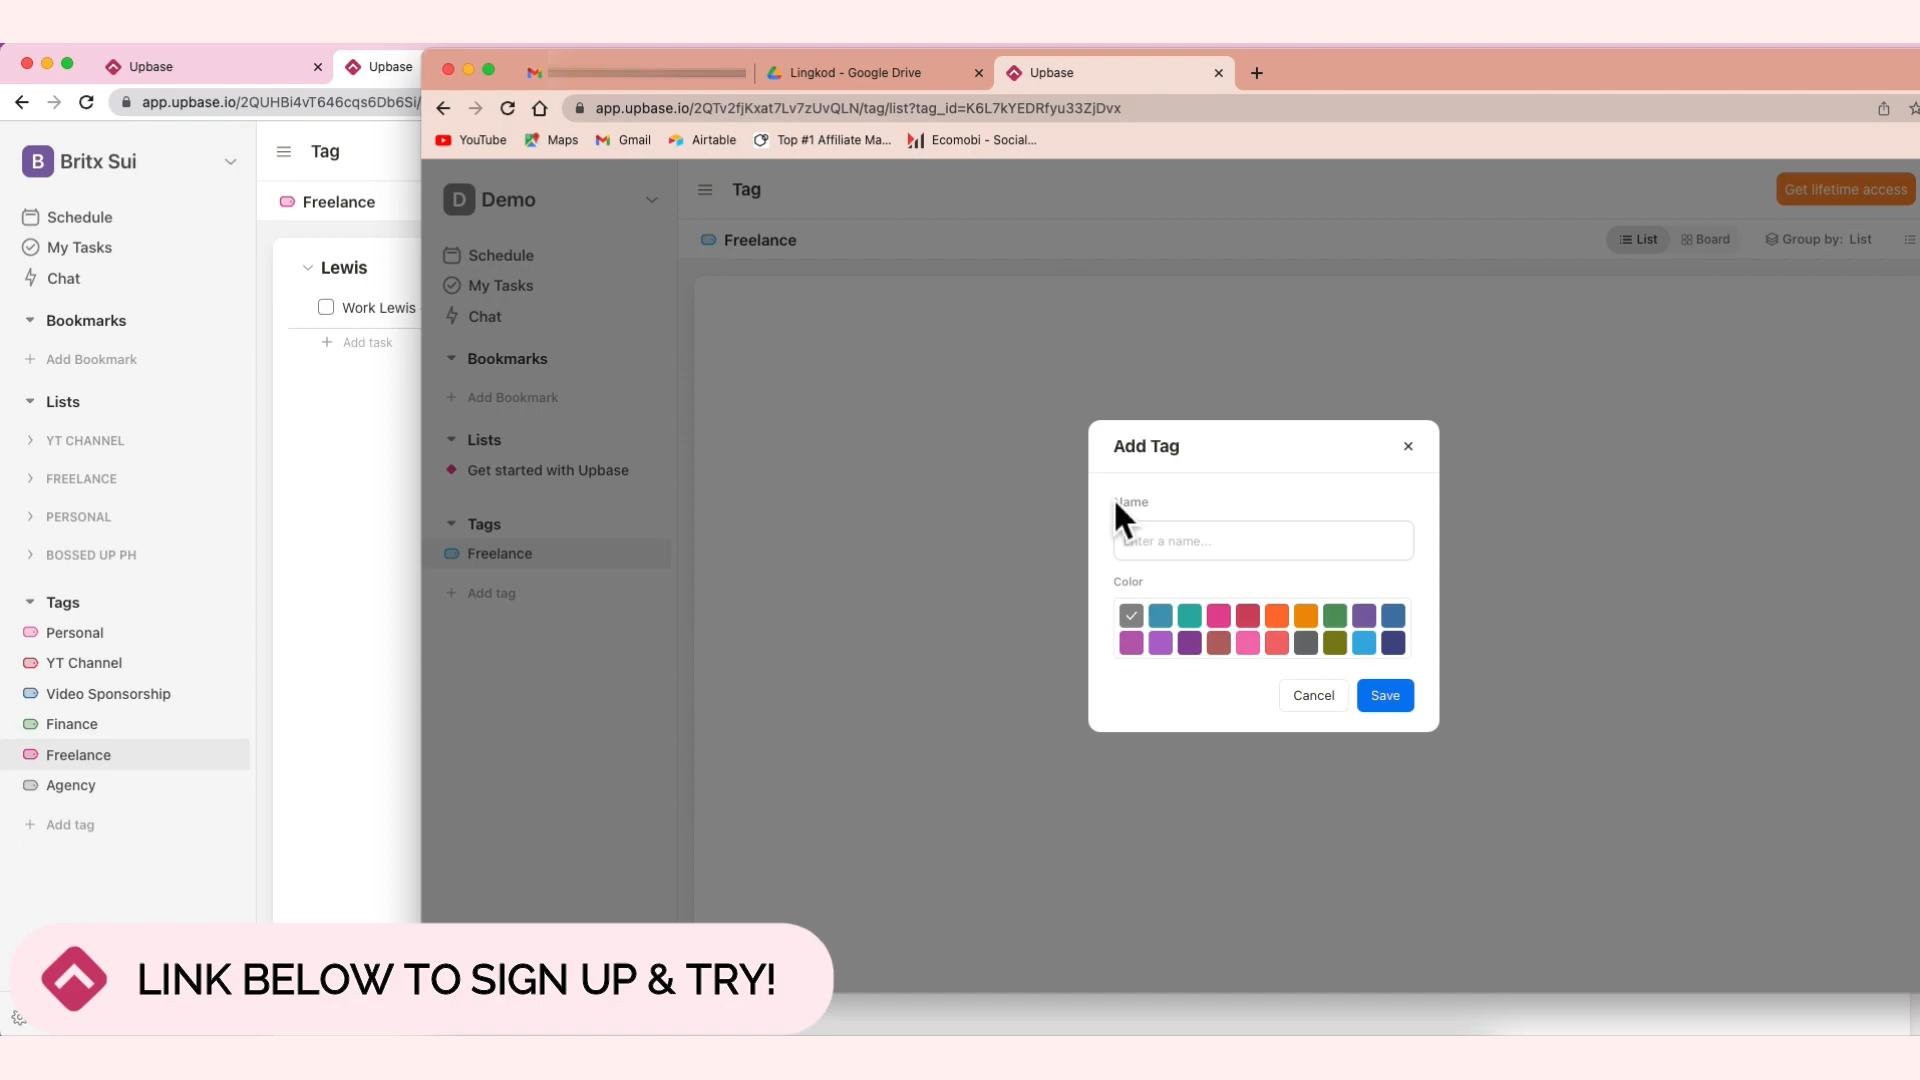 Upbase
Upbase
app.upbase.io/2QUHBi4vT646cqs6Db6Si/
B Britx Sui
Schedule
My Tasks
Chat
Bookmarks
Add Bookmark
Lists
YT CHANNEL
FREELANCE
PERSONAL
BOSSED UP PH
Tags
Personal
YT Channel
Video Sponsorship
Finance
Freelance
Agency
Add tag
Tag
Freelance
Lewis
Work Lewis
Add task
Lingkod - Google Drive
Upbase
app.upbase.io/2QTv2fjKxat7Lv7zUvQLN/tag/list?tag_id=K6L7kYEDRfyu33ZjDvx
YouTube
Maps
Gmail
Airtable
Top #1 Affiliate Ma...
Ecomobi - Social...
D Demo
Schedule
My Tasks
Chat
Bookmarks
Add Bookmark
Lists
Get started with Upbase
Tags
Freelance
Add tag
Tag
Get lifetime access
Freelance
List
Board
Group by: List
Add Tag
Name
Enter a name...
Color
Cancel
Save
LINK BELOW TO SIGN UP & TRY!